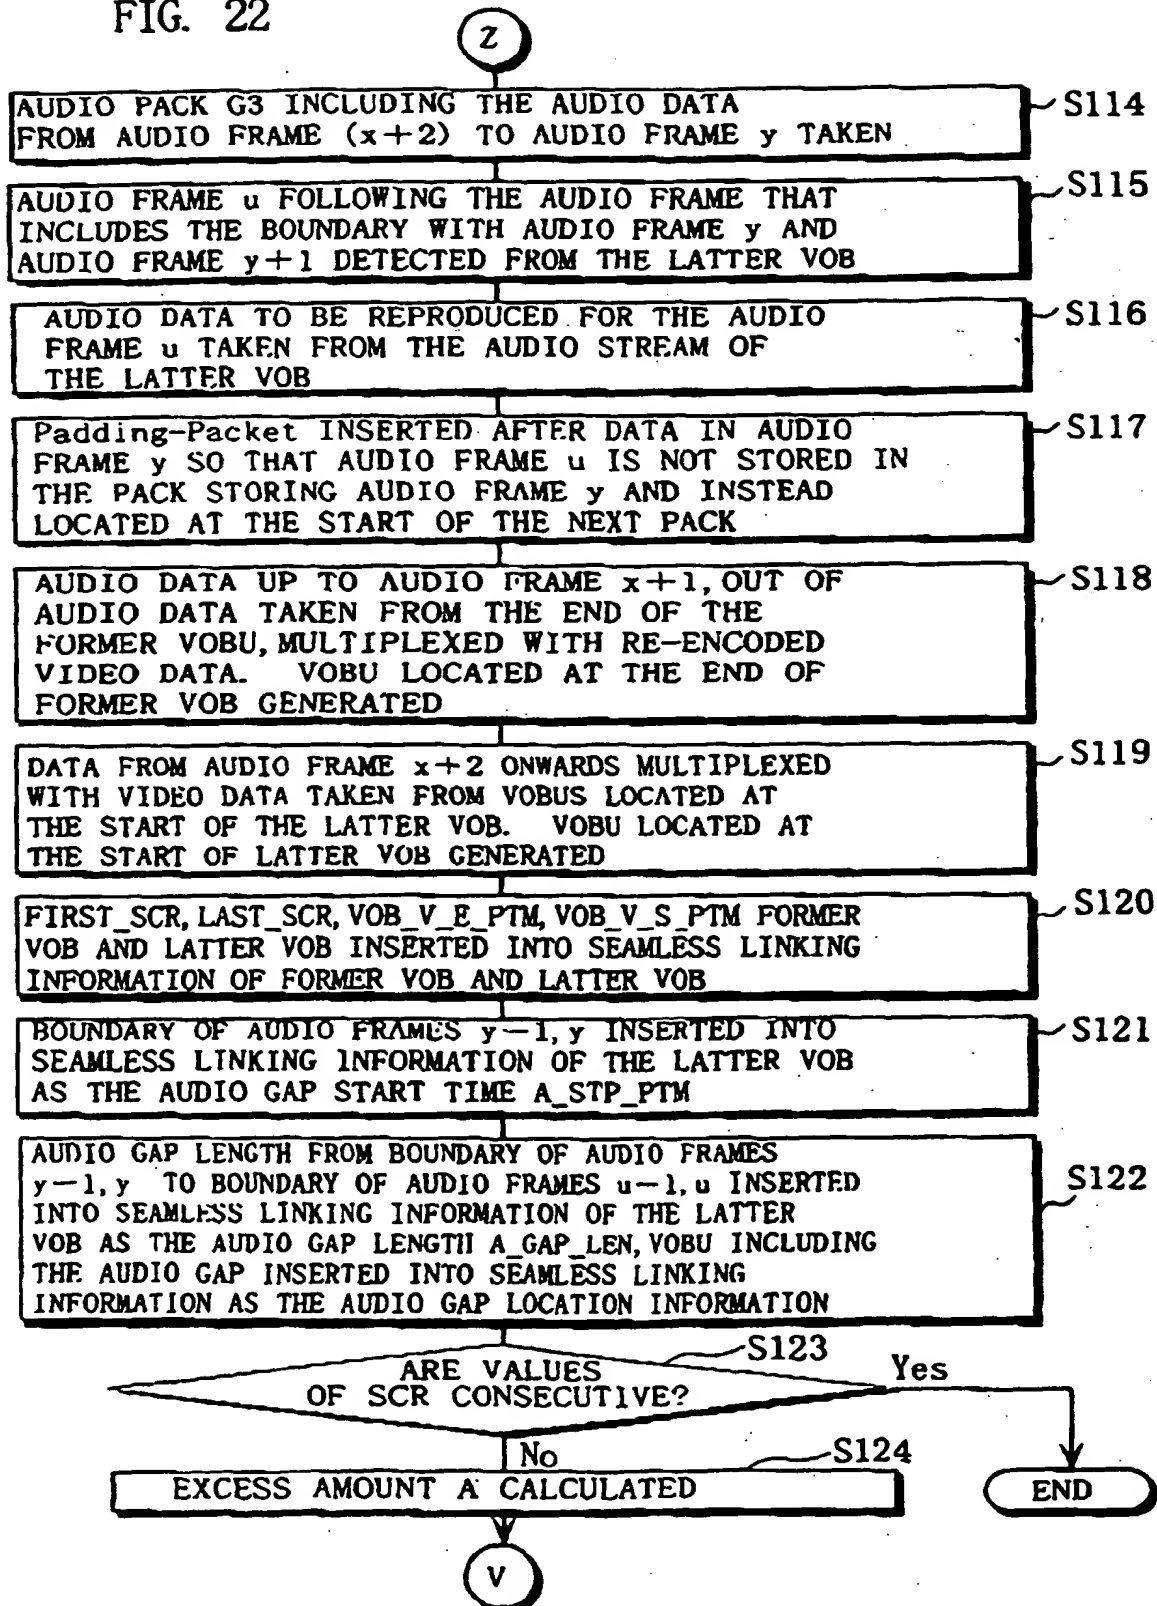 FIG. 22
Z
AUDIO PACK G3 INCLUDING THE AUDIO DATA
FROM AUDIO FRAME (x+2) TO AUDIO FRAME y TAKEN
S114
AUDIO FRAME u FOLLOWING THE AUDIO FRAME THAT
INCLUDES THE BOUNDARY WITH AUDIO FRAME y AND
AUDIO FRAME y+1 DETECTED FROM THE LATTER VOB
S115
AUDIO DATA TO BE REPRODUCED FOR THE AUDIO
FRAME u TAKEN FROM THE AUDIO STREAM OF
THE LATTER VOB
S116
Padding-Packet INSERTED AFTER DATA IN AUDIO
FRAME y SO THAT AUDIO FRAME u IS NOT STORED IN
THE PACK STORING AUDIO FRAME y AND INSTEAD
LOCATED AT THE START OF THE NEXT PACK
S117
AUDIO DATA UP TO AUDIO FRAME x+1, OUT OF
AUDIO DATA TAKEN FROM THE END OF THE
FORMER VOBU, MULTIPLEXED WITH RE-ENCODED
VIDEO DATA. VOBU LOCATED AT THE END OF
FORMER VOB GENERATED
S118
DATA FROM AUDIO FRAME x+2 ONWARDS MULTIPLEXED
WITH VIDEO DATA TAKEN FROM VOBUS LOCATED AT
THE START OF THE LATTER VOB. VOBU LOCATED AT
THE START OF LATTER VOB GENERATED
S119
FIRST_SCR, LAST_SCR, VOB_V_E_PTM, VOB_V_S_PTM FORMER
VOB AND LATTER VOB INSERTED INTO SEAMLESS LINKING
INFORMATION OF FORMER VOB AND LATTER VOB
S120
BOUNDARY OF AUDIO FRAMES y-1, y INSERTED INTO
SEAMLESS LINKING INFORMATION OF THE LATTER VOB
AS THE AUDIO GAP START TIME A_STP_PTM
S121
AUDIO GAP LENGTH FROM BOUNDARY OF AUDIO FRAMES
y-1, y TO BOUNDARY OF AUDIO FRAMES u-1, u INSERTED
INTO SEAMLESS LINKING INFORMATION OF THE LATTER
VOB AS THE AUDIO GAP LENGTH A_GAP_LEN, VOBU INCLUDING
THE AUDIO GAP INSERTED INTO SEAMLESS LINKING
INFORMATION AS THE AUDIO GAP LOCATION INFORMATION
S122
S123
ARE VALUES
OF SCR CONSECUTIVE?
Yes
No
S124
EXCESS AMOUNT A CALCULATED
END
V